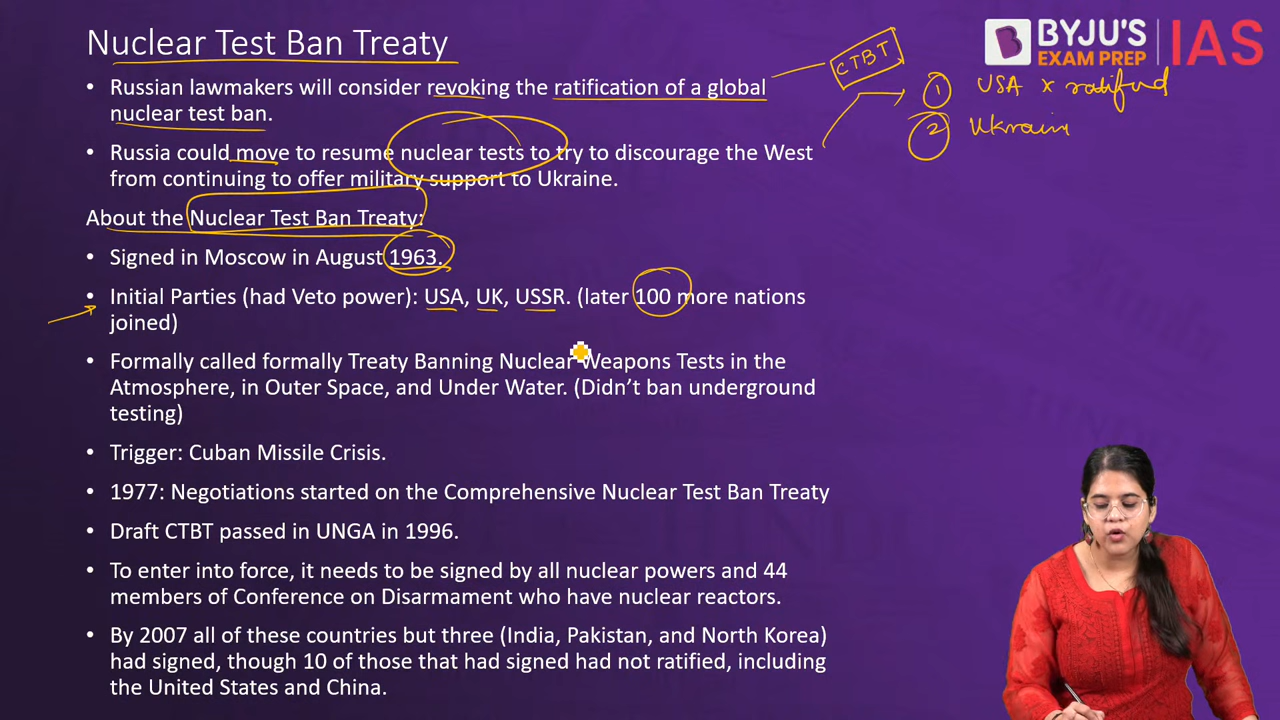 Nuclear Test Ban Treaty
BYJU'S
EXAM PREP
IAS
CTBT
① USA x ratified
② Ukraine
• Russian lawmakers will consider revoking the ratification of a global
nuclear test ban.
• Russia could move to resume nuclear tests to try to discourage the West
from continuing to offer military support to Ukraine.
About the Nuclear Test Ban Treaty:
• Signed in Moscow in August 1963.
• Initial Parties (had Veto power): USA, UK, USSR. (later 100 more nations
joined)
• Formally called formally Treaty Banning Nuclear Weapons Tests in the
Atmosphere, in Outer Space, and Under Water. (Didn't ban underground
testing)
• Trigger: Cuban Missile Crisis.
• 1977: Negotiations started on the Comprehensive Nuclear Test Ban Treaty
• Draft CTBT passed in UNGA in 1996.
• To enter into force, it needs to be signed by all nuclear powers and 44
members of Conference on Disarmament who have nuclear reactors.
• By 2007 all of these countries but three (India, Pakistan, and North Korea)
had signed, though 10 of those that had signed had not ratified, including
the United States and China.